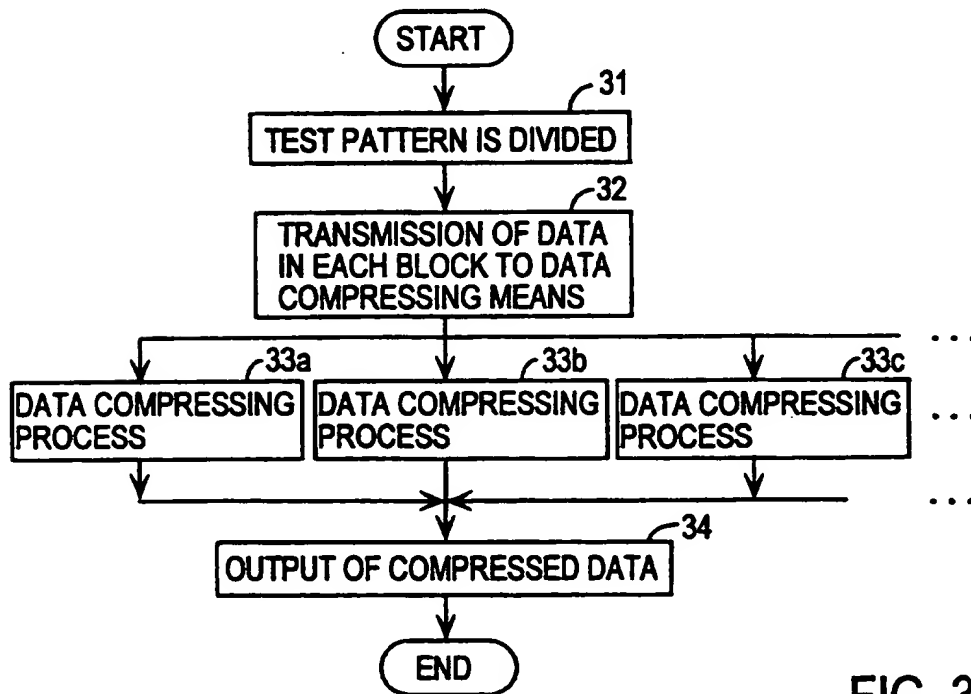 START
31
TEST PATTERN IS DIVIDED
32
TRANSMISSION OF DATA
IN EACH BLOCK TO DATA
COMPRESSING MEANS
...
33a
33b
33c
DATA COMPRESSING
PROCESS
DATA COMPRESSING
PROCESS
DATA COMPRESSING
PROCESS
...
...
34
OUTPUT OF COMPRESSED DATA
END